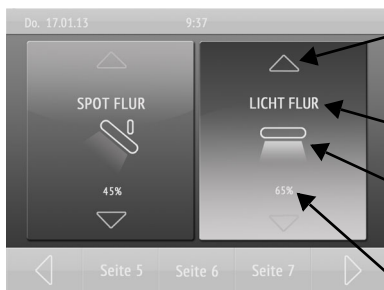 Do. 17.01.13 9:37
SPOT FLUR
LICHT FLUR
45%
65%
Seite 5 Seite 6 Seite 7